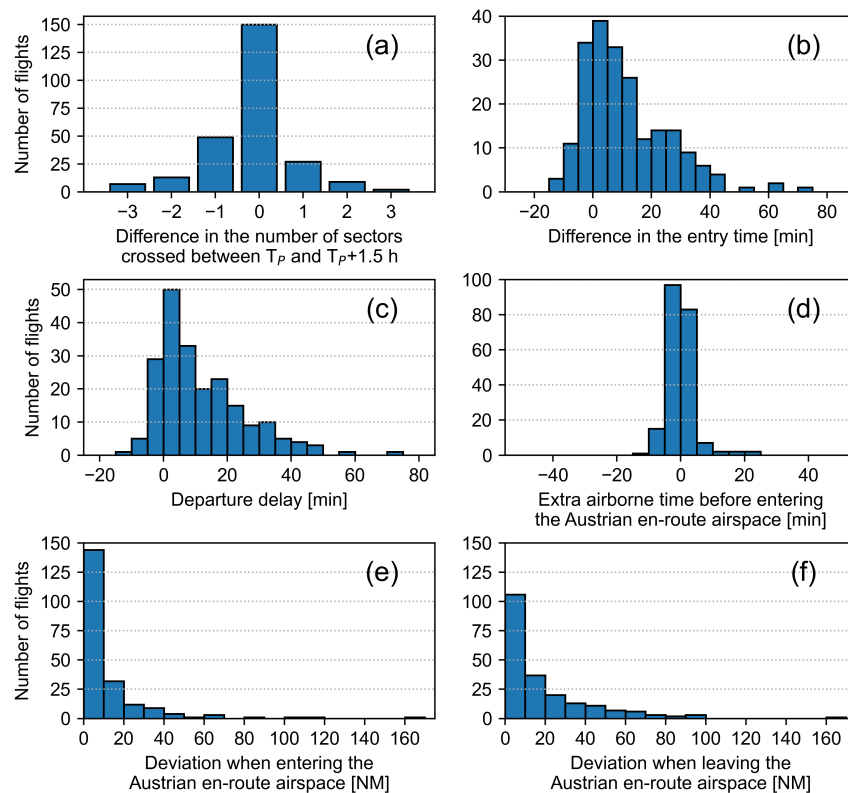 (a)
Number of flights
150
125
100
75
50
25
0
−3 −2 −1 0 1 2 3
Difference in the number of sectors
crossed between TP and TP+1.5 h
(b)
40
30
20
10
0
−20 0 20 40 60 80
Difference in the entry time [min]
(c)
Number of flights
50
40
30
20
10
0
−20 0 20 40 60 80
Departure delay [min]
(d)
100
80
60
40
20
0
−40 −20 0 20 40
Extra airborne time before entering
the Austrian en-route airspace [min]
(e)
Number of flights
150
125
100
75
50
25
0
0 20 40 60 80 100 120 140 160
Deviation when entering the
Austrian en-route airspace [NM]
(f)
150
125
100
75
50
25
0
0 20 40 60 80 100 120 140 160
Deviation when leaving the
Austrian en-route airspace [NM]